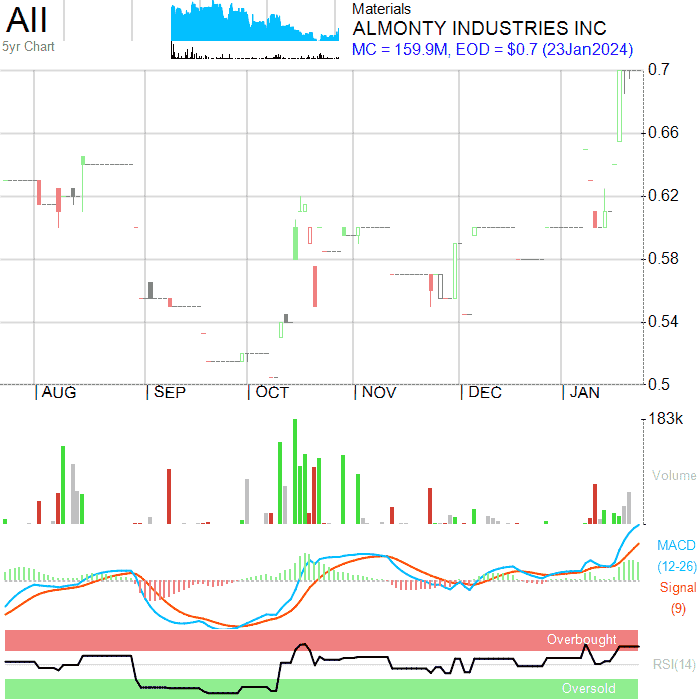 AII
5yr Chart
Materials
ALMONTY INDUSTRIES INC
MC = 159.9M, EOD = $0.7 (23Jan2024)
0.7
0.66
0.62
0.58
0.54
0.5
| AUG | SEP | OCT | NOV | DEC | JAN
183k
Volume
MACD
(12-26)
Signal
(9)
Overbought
RSI(14)
Oversold